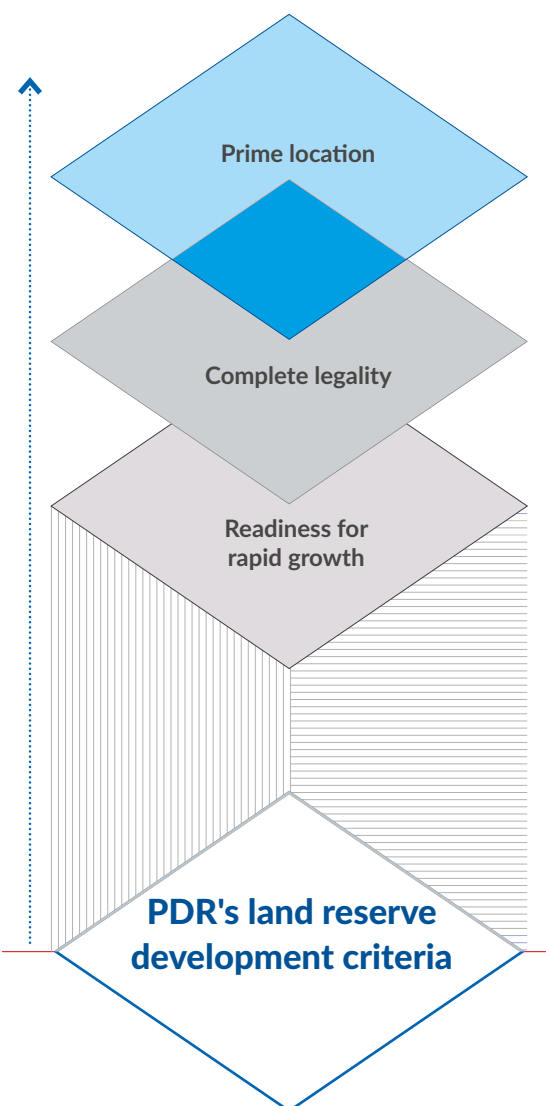 Prime location
Complete legality
Readiness for
rapid growth
PDR's land reserve
development criteria